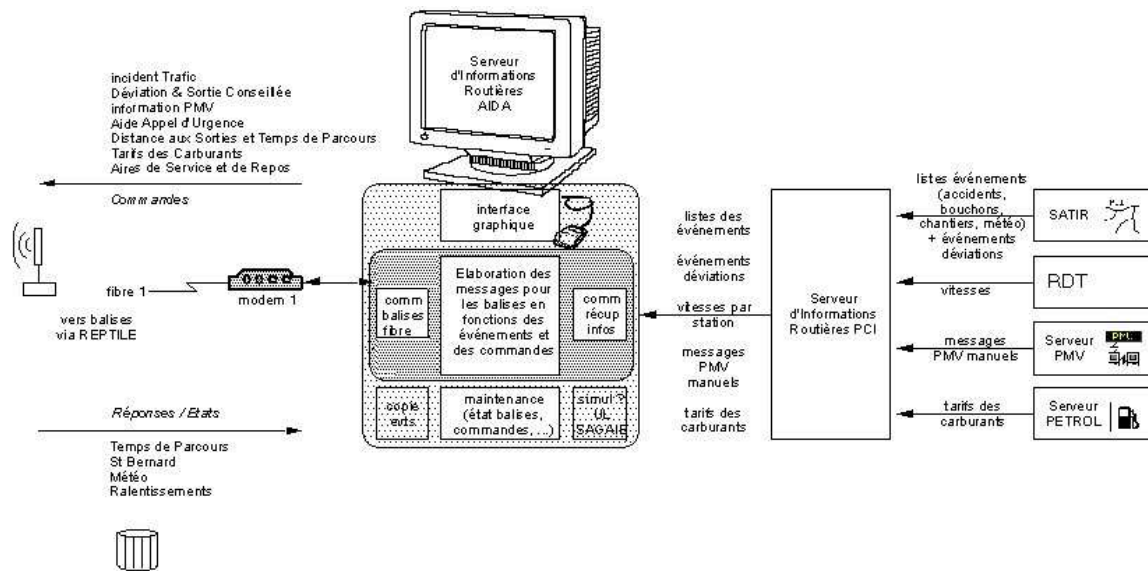 Serveur
d'Informations
Routières
AIDA
incident Trafic
Déviation & Sortie Conseillée
information PMV
Aide Appel d'Urgence
Distance aux Sorties et Temps de Parcours
Tarifs des Carburants
Aires de Service et de Repos
Commandes
fibre 1
modem 1
vers balises
via REPTILE
Réponses / Etats
Temps de Parcours
St Bernard
Météo
Ralentissements
interface
graphique
comm
balises
fibre
Elaboration des
messages pour
les balises en
fonctions des
événements et
des commandes
comm
récup
infos
copie
evts.
maintenance
(état balises,
commandes, ...)
simul ?
UL
SAGAIE
listes des
événements
événements
déviations
vitesses par
station
messages
PMV
manuels
tarifs des
carburants
Serveur
d'Informations
Routières PCI
listes événements
(accidents,
bouchons,
chantiers, météo)
+ événements
déviations
SATIR
vitesses
RDT
messages
PMV manuels
Serveur
PMV
tarifs des
carburants
Serveur
PETROL